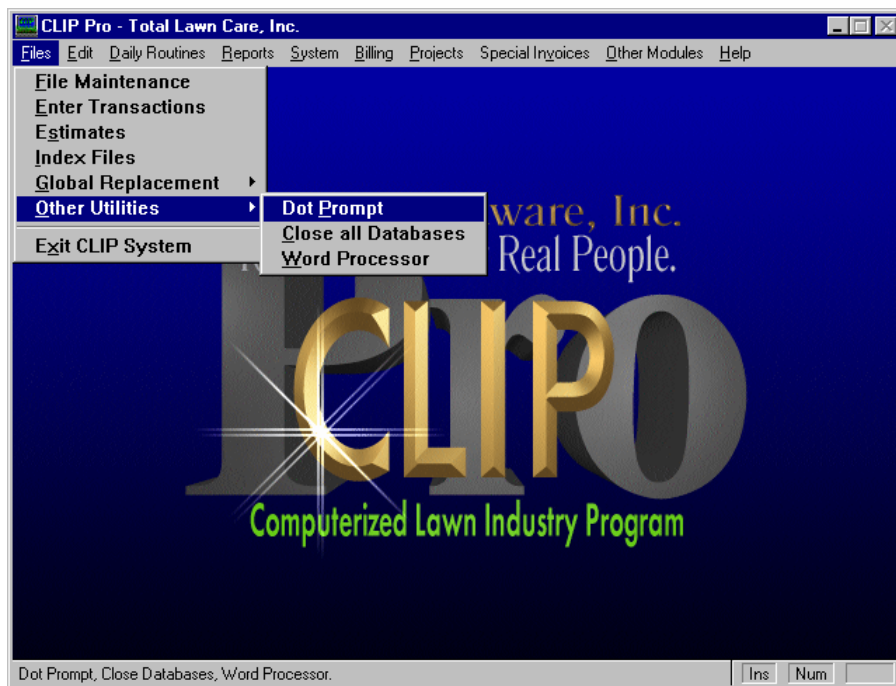 CLIP Pro - Total Lawn Care, Inc.
Files Edit Daily Routines Reports System Billing Projects Special Invoices Other Modules Help
File Maintenance
Enter Transactions
Estimates
Index Files
Global Replacement
Other Utilities
Exit CLIP System
Dot Prompt
Close all Databases
Word Processor
ware, Inc.
Real People.
Pro
CLIP
Computerized Lawn Industry Program
Dot Prompt, Close Databases, Word Processor.
Ins Num